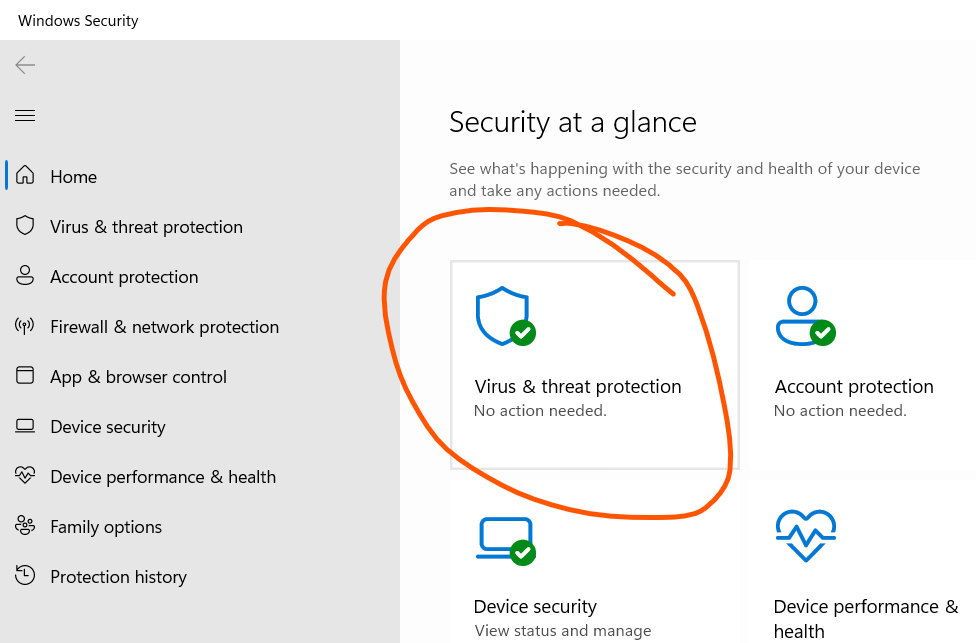 Windows Security
Home
Virus & threat protection
Account protection
Firewall & network protection
App & browser control
Device security
Device performance & health
Family options
Protection history
Security at a glance
See what's happening with the security and health of your device
and take any actions needed.
Virus & threat protection
No action needed.
Account protection
No action needed.
Device security
View status and manage
Device performance &
health